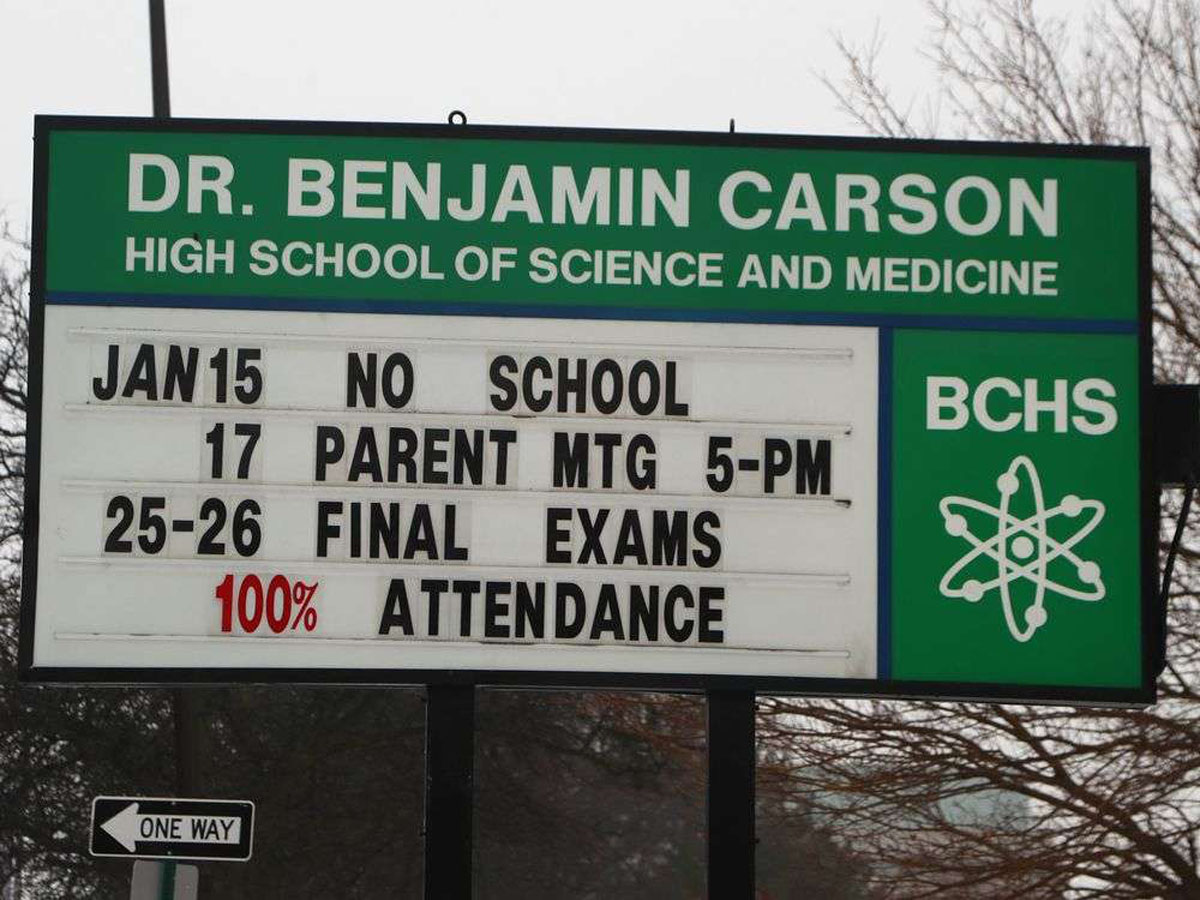 DR. BENJAMIN CARSON
HIGH SCHOOL OF SCIENCE AND MEDICINE
JAN 15 NO SCHOOL
17 PARENT MTG 5-PM
25-26 FINAL EXAMS
100% ATTENDANCE
BCHS
ONE WAY